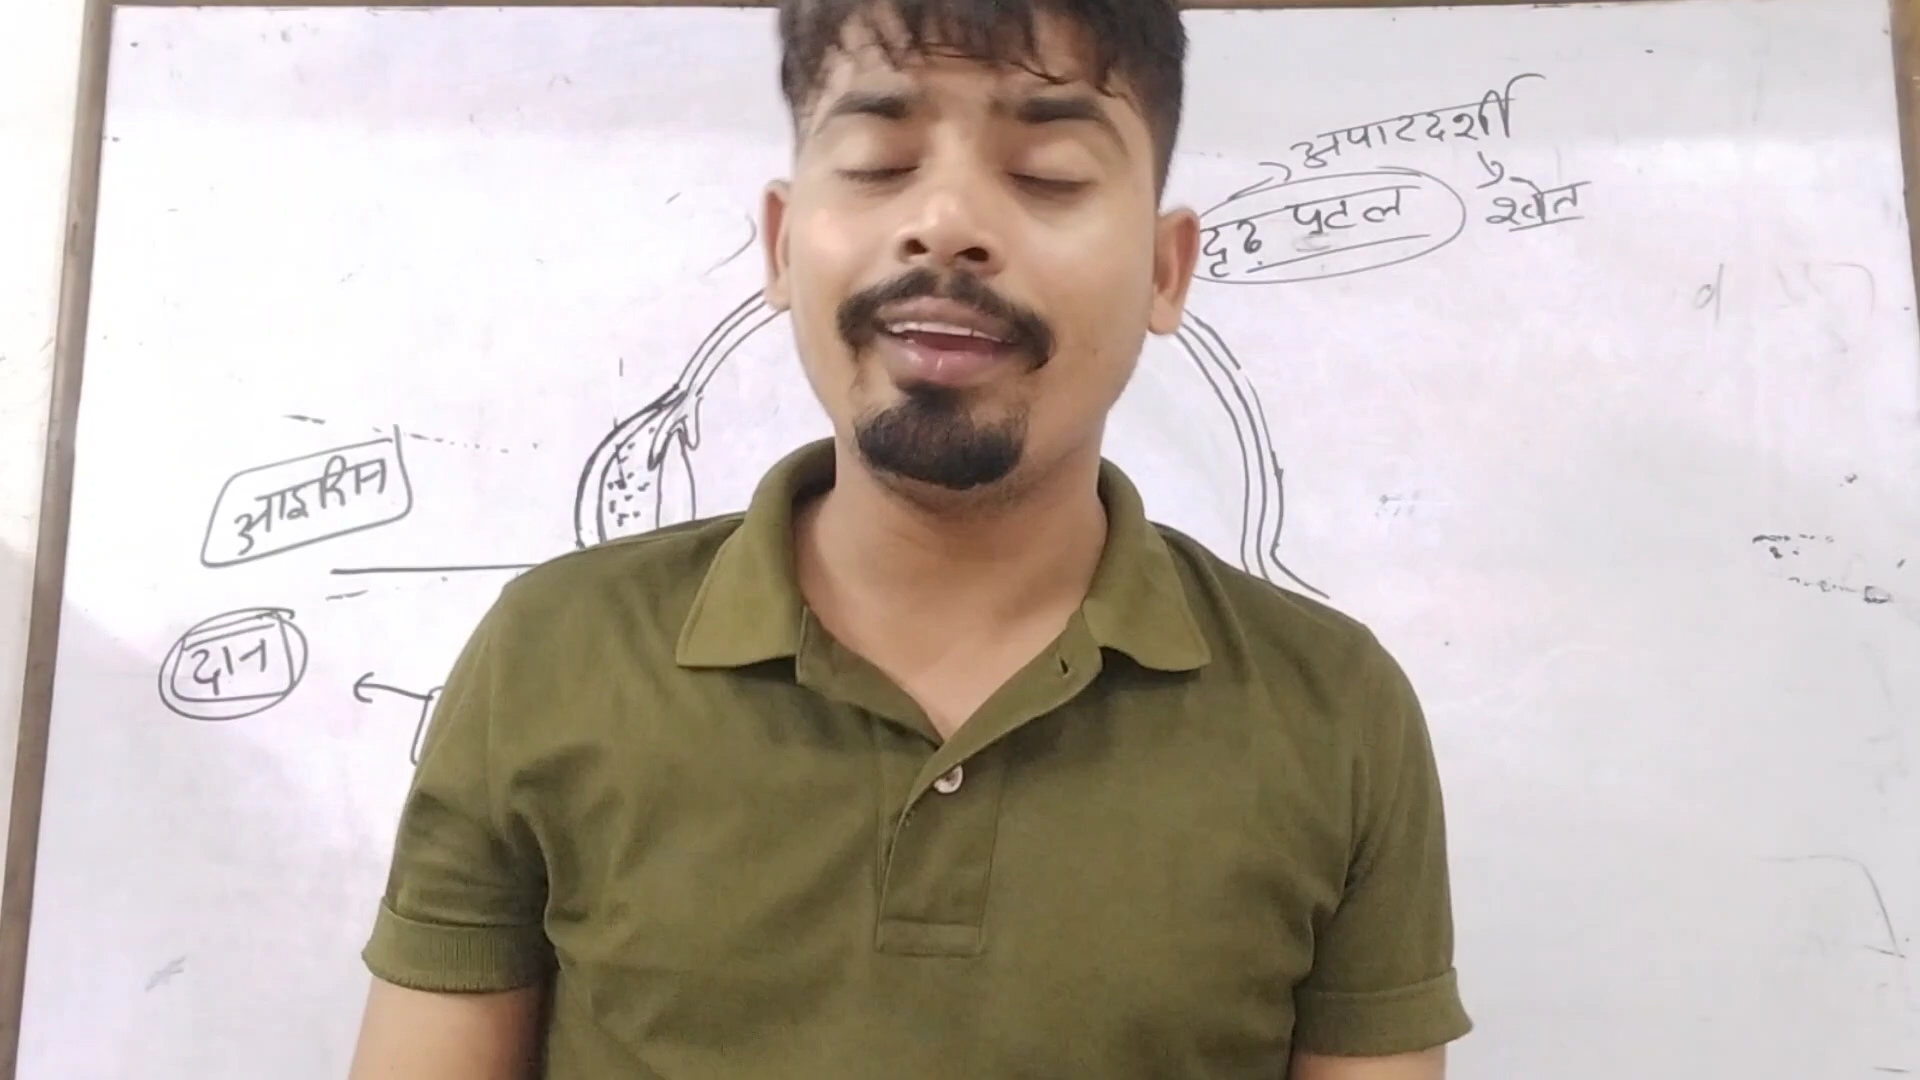 अपारदर्शी
श्वेत
दृढ़ पटल
आइरिस
दान